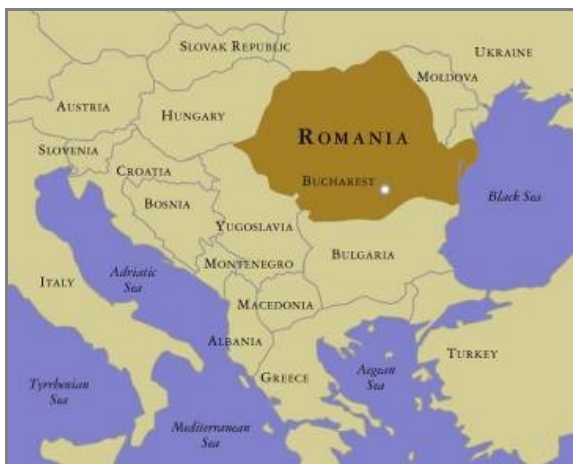 SLOVAK REPUBLIC
UKRAINE
MOLDOVA
AUSTRIA
HUNGARY
ROMANIA
SLOVENIA
CROATIA
BUCHAREST
BOSNIA
Black Sea
YUGOSLAVIA
BULGARIA
MONTENEGRO
Adriatic
Sea
ITALY
MACEDONIA
ALBANIA
TURKEY
Aegean
Sea
GREECE
Tyrrhenian
Sea
Mediterranean
Sea